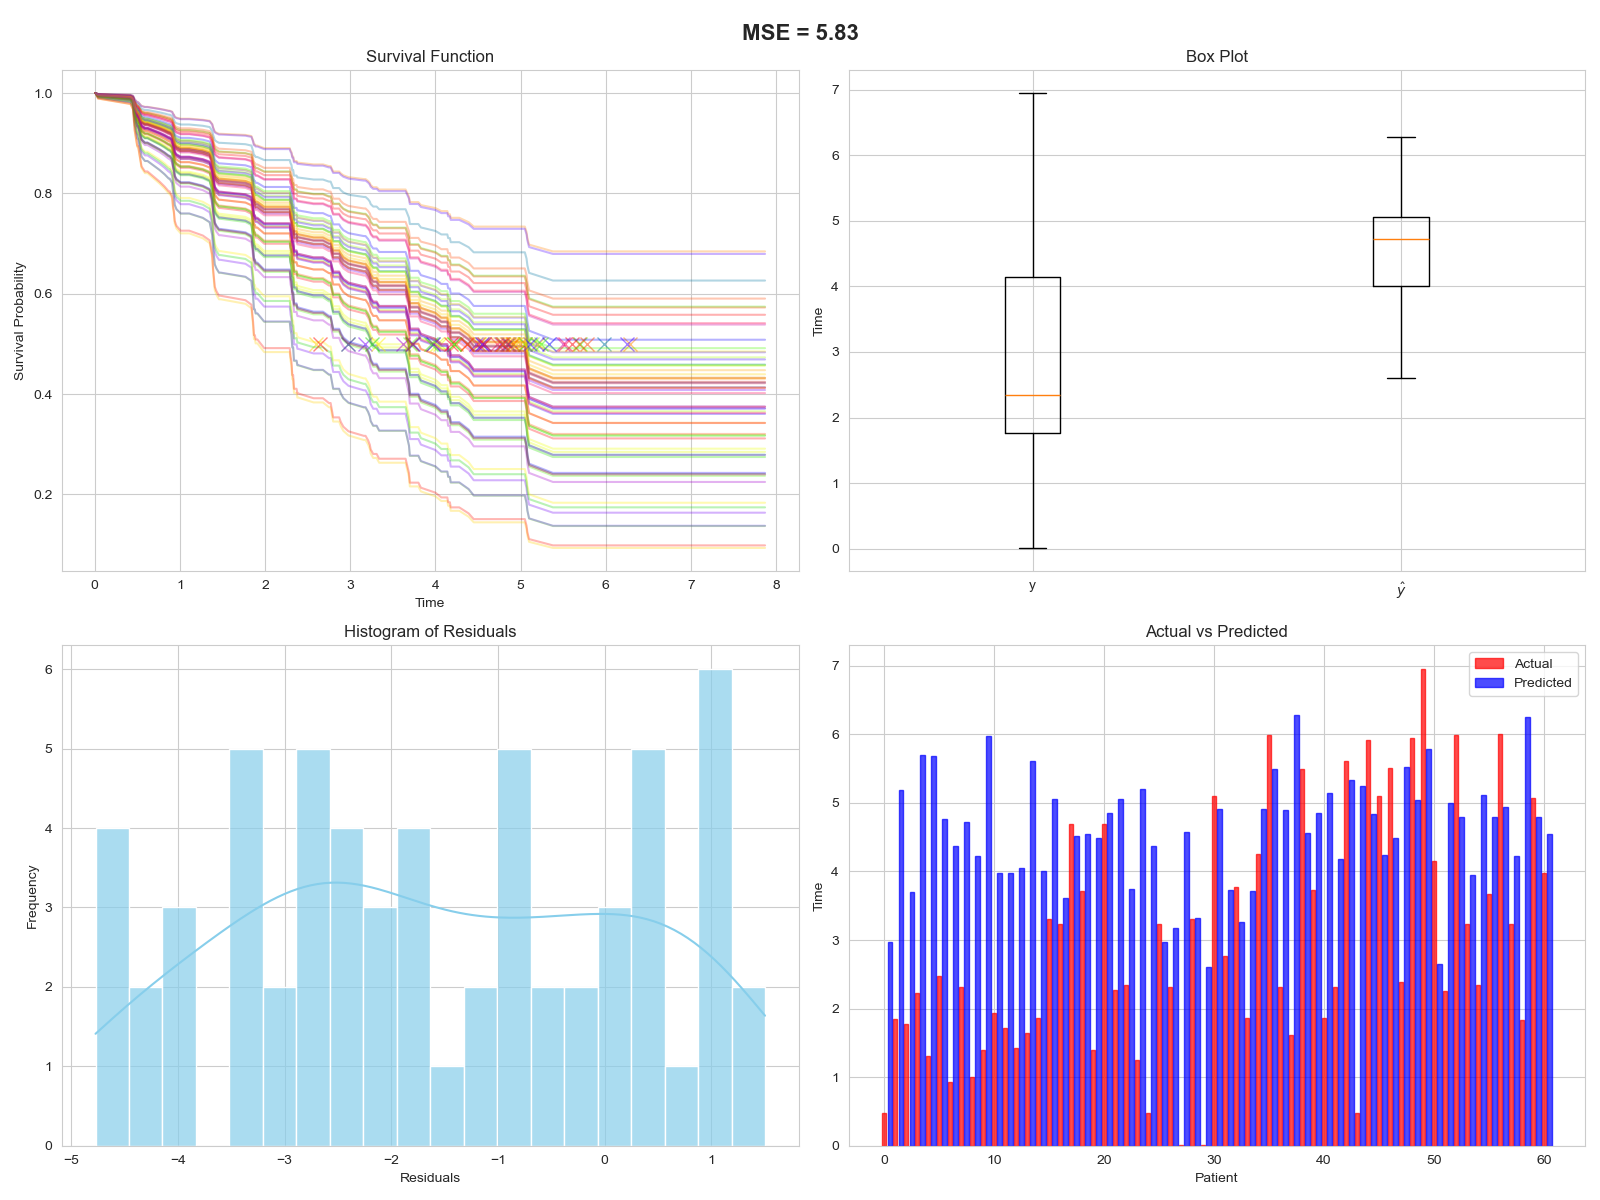 MSE = 5.83
Survival Function
Survival Probability
1.0
0.8
0.6
0.4
0.2
0 1 2 3 4 5 6 7 8
Time
Box Plot
Time
7
6
5
4
3
2
1
0
y ŷ
Histogram of Residuals
Frequency
6
5
4
3
2
1
0
−5 −4 −3 −2 −1 0 1
Residuals
Actual vs Predicted
Actual
Predicted
Time
7
6
5
4
3
2
1
0
0 10 20 30 40 50 60
Patient